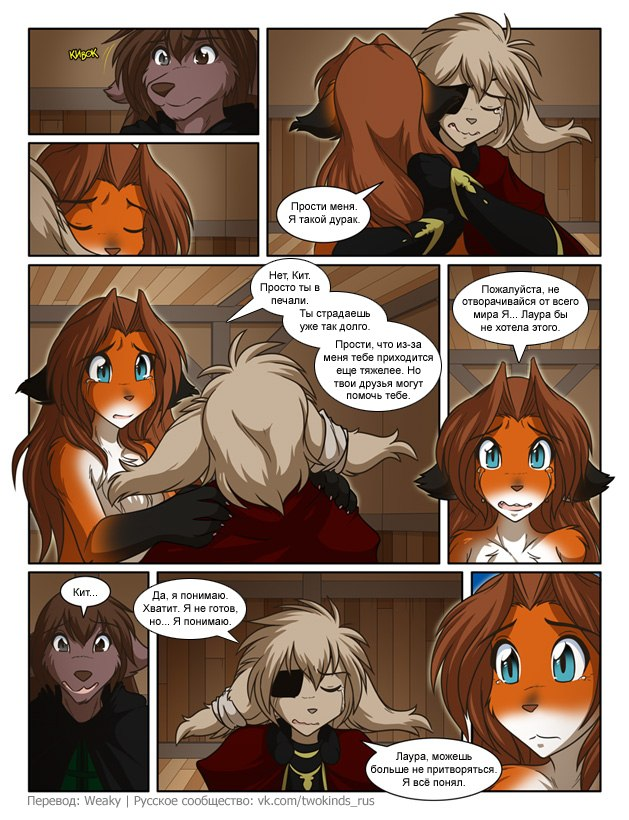 КИВОК
Прости меня.
Я такой дурак.
Нет, Кит.
Просто ты в
печали.
Ты страдаешь
уже так долго.
Прости, что из-за
меня тебе приходится
еще тяжелее. Но
твои друзья могут
помочь тебе.
Пожалуйста, не
отворачивайся от всего
мира Я... Лаура бы
не хотела этого.
Кит...
Да, я понимаю.
Хватит. Я не готов,
но... Я понимаю.
Лаура, можешь
больше не притворяться.
Я всё понял.
Перевод: Weaky | Русское сообщество: vk.com/twokinds_rus